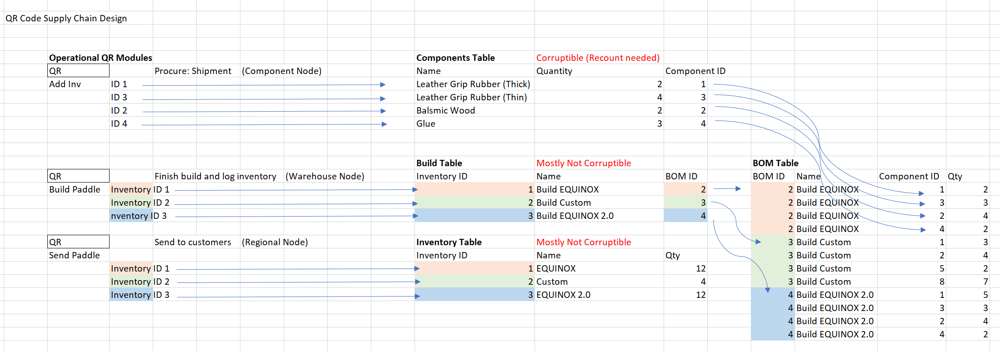 QR Code Supply Chain Design
Operational QR Modules Components Table Corruptible (Recount needed)
QR Procure: Shipment (Component Node) Name Quantity Component ID
Add Inv ID 1 Leather Grip Rubber (Thick) 2 1
ID 3 Leather Grip Rubber (Thin) 4 3
ID 2 Balsmic Wood 2 2
ID 4 Glue 3 4
Build Table Mostly Not Corruptible BOM Table
QR Finish build and log inventory (Warehouse Node) Inventory ID Name BOM ID BOM ID Name Component ID Qty
Build Paddle Inventory ID 1 1 Build EQUINOX 2 2 Build EQUINOX 1 2
Inventory ID 2 2 Build Custom 3 2 Build EQUINOX 3 3
nventory ID 3 3 Build EQUINOX 2.0 4 2 Build EQUINOX 2 4
2 Build EQUINOX 4 2
QR Send to customers (Regional Node) Inventory Table Mostly Not Corruptible 3 Build Custom 1 3
Send Paddle Inventory ID Name Qty 3 Build Custom 2 4
Inventory ID 1 1 EQUINOX 12 3 Build Custom 5 2
Inventory ID 2 2 Custom 4 3 Build Custom 8 7
Inventory ID 3 3 EQUINOX 2.0 12 4 Build EQUINOX 2.0 1 5
4 Build EQUINOX 2.0 3 3
4 Build EQUINOX 2.0 2 4
4 Build EQUINOX 2.0 4 2